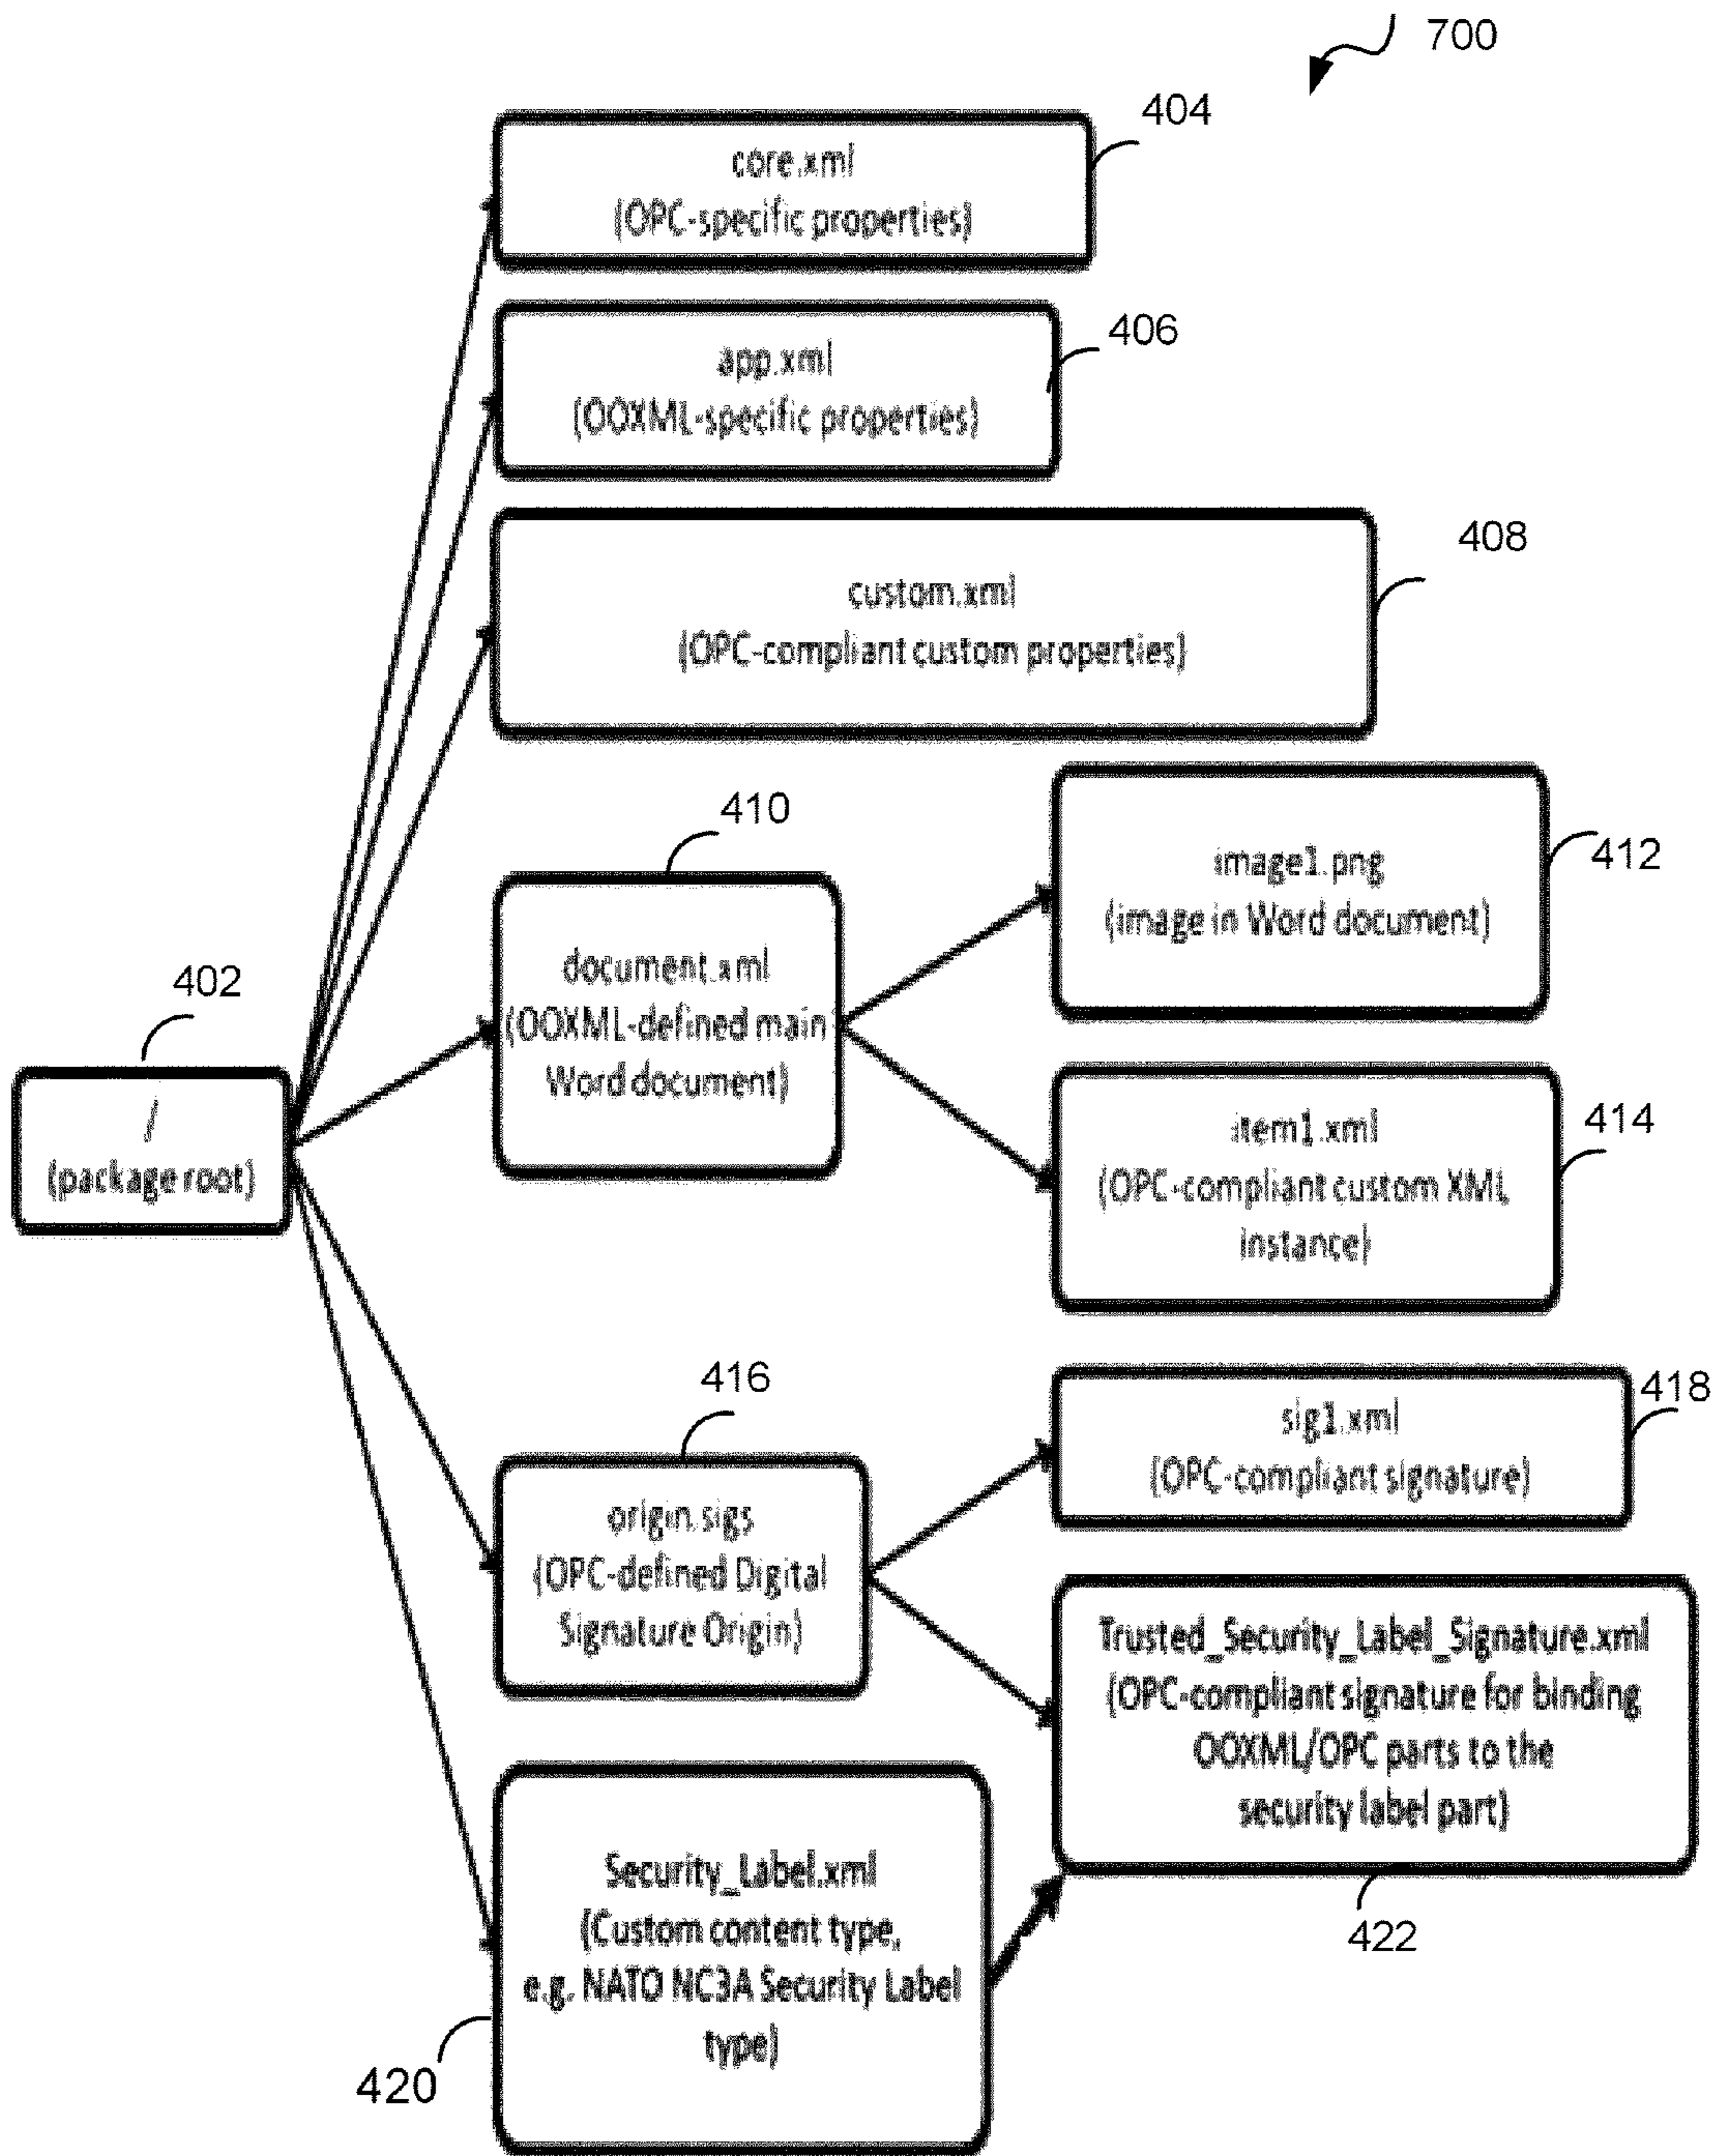 700
404
core.xml
(OPC-specific properties)
406
app.xml
(OOXML-specific properties)
408
custom.xml
(OPC-compliant custom properties)
410
412
image1.png
(image in Word document)
document.xml
(OOXML-defined main
Word document)
402
/
(package root)
414
item1.xml
(OPC-compliant custom XML
instance)
416
418
sig1.xml
(OPC-compliant signature)
origin.sigs
(OPC-defined Digital
Signature Origin)
Trusted_Security_Label_Signature.xml
(OPC-compliant signature for binding
OOXML/OPC parts to the
security label part)
422
Security_Label.xml
(Custom content type,
e.g. NATO NC3A Security Label
type)
420